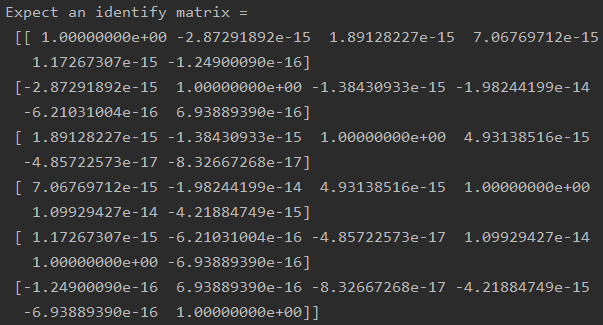 Expect an identify matrix =
 [[ 1.00000000e+00 -2.87291892e-15  1.89128227e-15  7.06769712e-15
   1.17267307e-15 -1.24900090e-16]
 [-2.87291892e-15  1.00000000e+00 -1.38430933e-15 -1.98244199e-14
  -6.21031004e-16  6.93889390e-16]
 [ 1.89128227e-15 -1.38430933e-15  1.00000000e+00  4.93138516e-15
  -4.85722573e-17 -8.32667268e-17]
 [ 7.06769712e-15 -1.98244199e-14  4.93138516e-15  1.00000000e+00
   1.09929427e-14 -4.21884749e-15]
 [ 1.17267307e-15 -6.21031004e-16 -4.85722573e-17  1.09929427e-14
   1.00000000e+00 -6.93889390e-16]
 [-1.24900090e-16  6.93889390e-16 -8.32667268e-17 -4.21884749e-15
  -6.93889390e-16  1.00000000e+00]]